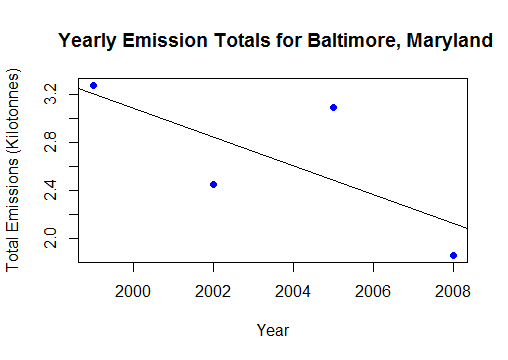 Yearly Emission Totals for Baltimore, Maryland
Total Emissions (Kilotonnes)
3.2
2.8
2.4
2.0
2000 2002 2004 2006 2008
Year